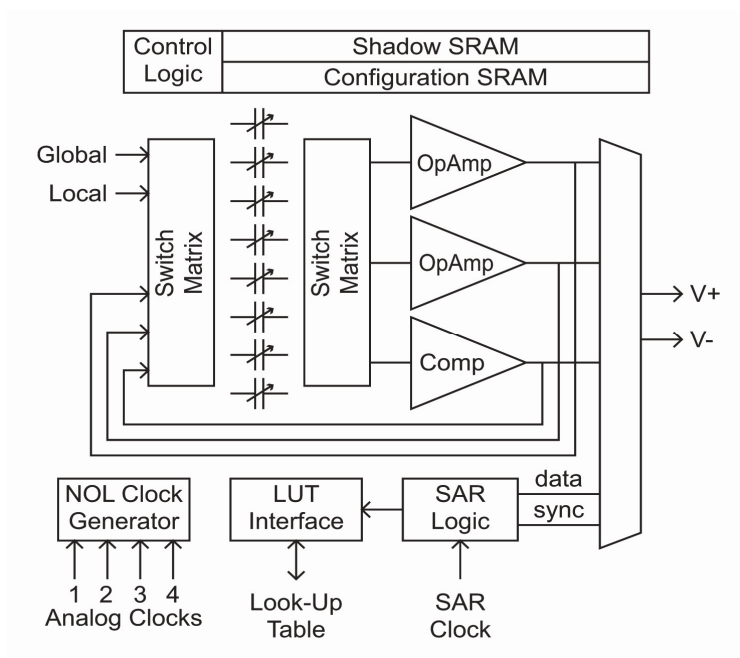 Control
Logic
Shadow SRAM
Configuration SRAM
Global
Local
Switch
Matrix
Switch
Matrix
OpAmp
OpAmp
Comp
V+
V-
NOL Clock
Generator
LUT
Interface
SAR
Logic
data
sync
1 2 3 4
Analog Clocks
Look-Up
Table
SAR
Clock